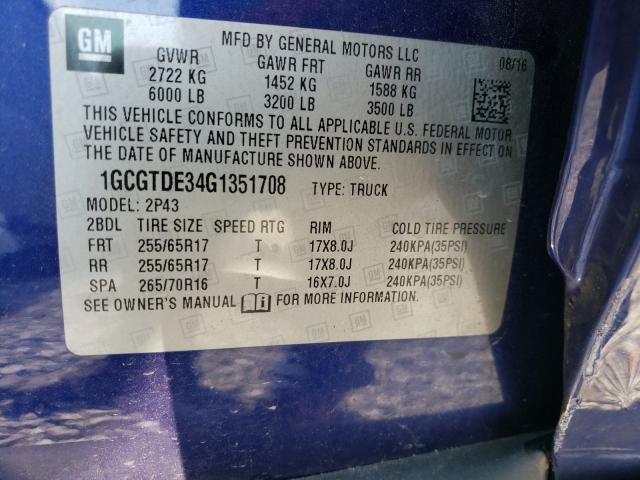 GM
MFD BY GENERAL MOTORS LLC 08/16
GVWR GAWR FRT GAWR RR
2722 KG 1452 KG 1588 KG
6000 LB 3200 LB 3500 LB
THIS VEHICLE CONFORMS TO ALL APPLICABLE U.S. FEDERAL MOTOR
VEHICLE SAFETY AND THEFT PREVENTION STANDARDS IN EFFECT ON
THE DATE OF MANUFACTURE SHOWN ABOVE.
1GCGTDE34G1351708 TYPE: TRUCK
MODEL: 2P43
2BDL TIRE SIZE SPEED RTG RIM COLD TIRE PRESSURE
FRT 255/65R17 T 17X8.0J 240KPA(35PSI)
RR 255/65R17 T 17X8.0J 240KPA(35PSI)
SPA 265/70R16 T 16X7.0J 240KPA(35PSI)
SEE OWNER'S MANUAL FOR MORE INFORMATION.